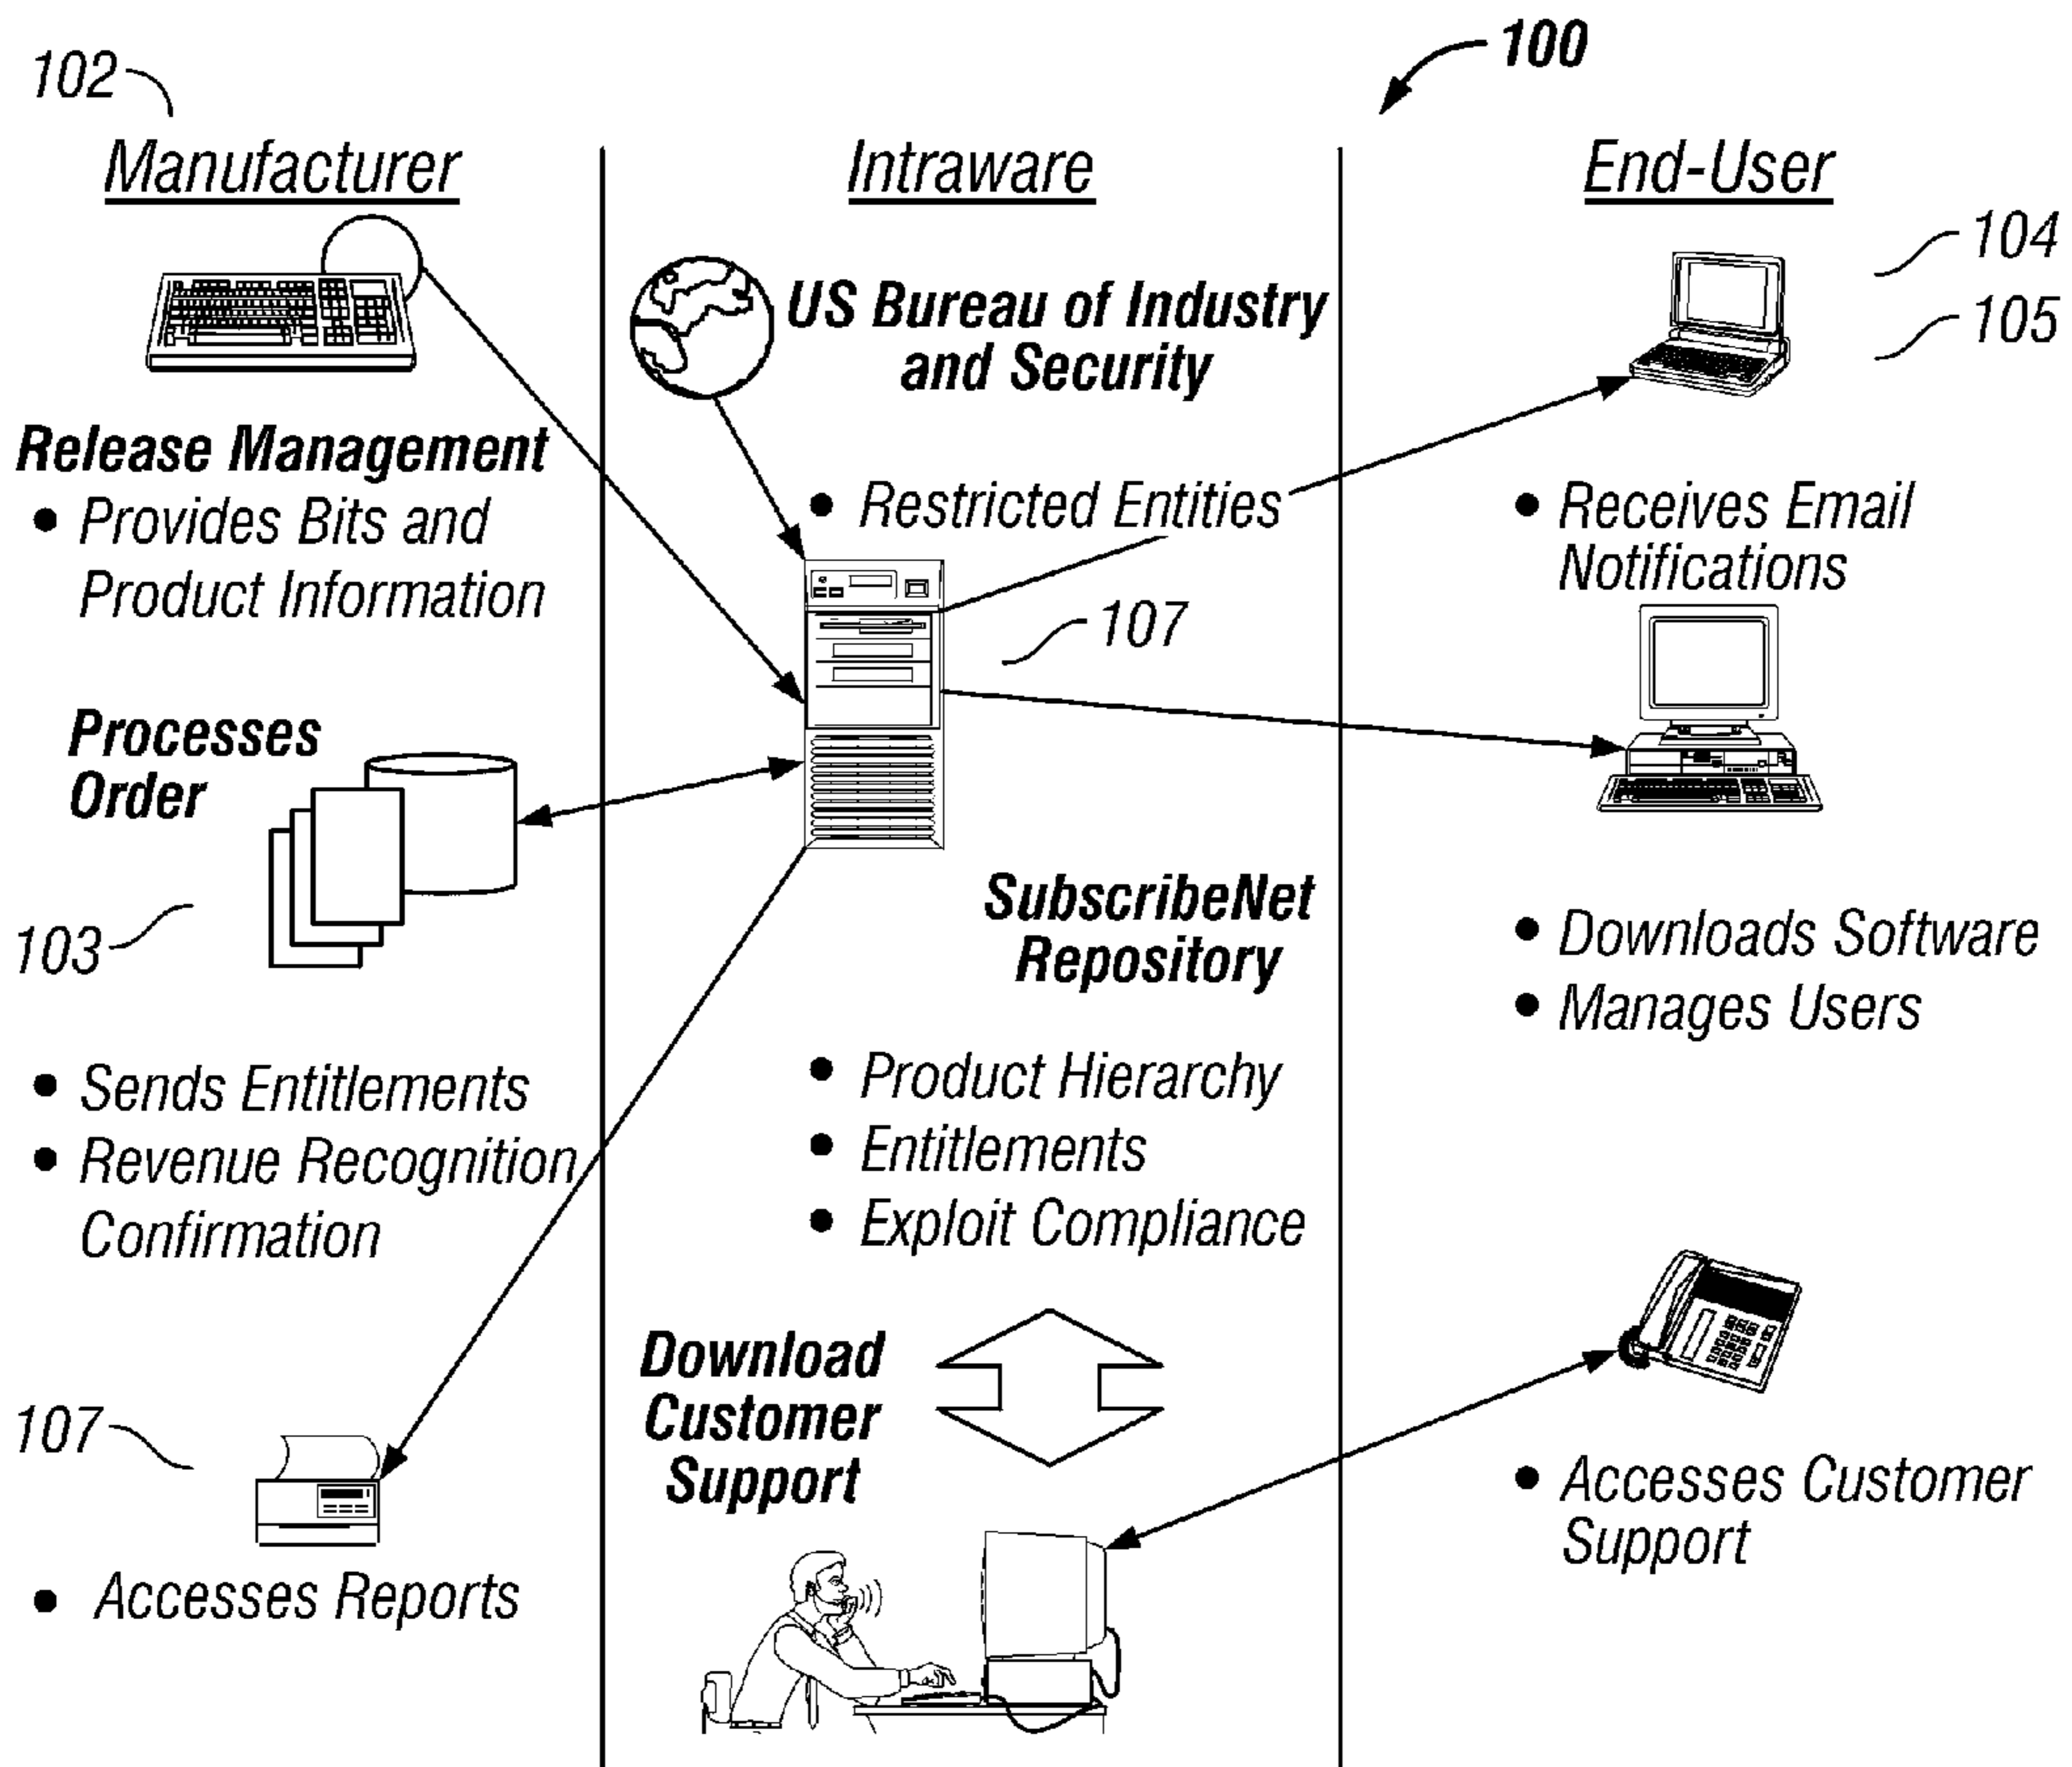 100
102
Manufacturer
Release Management
• Provides Bits and
Product Information
Processes
Order
103
• Sends Entitlements
• Revenue Recognition
Confirmation
107
• Accesses Reports
Intraware
US Bureau of Industry
and Security
• Restricted Entities
107
SubscribeNet
Repository
• Product Hierarchy
• Entitlements
• Exploit Compliance
Download
Customer
Support
End-User
104
105
• Receives Email
Notifications
• Downloads Software
• Manages Users
• Accesses Customer
Support